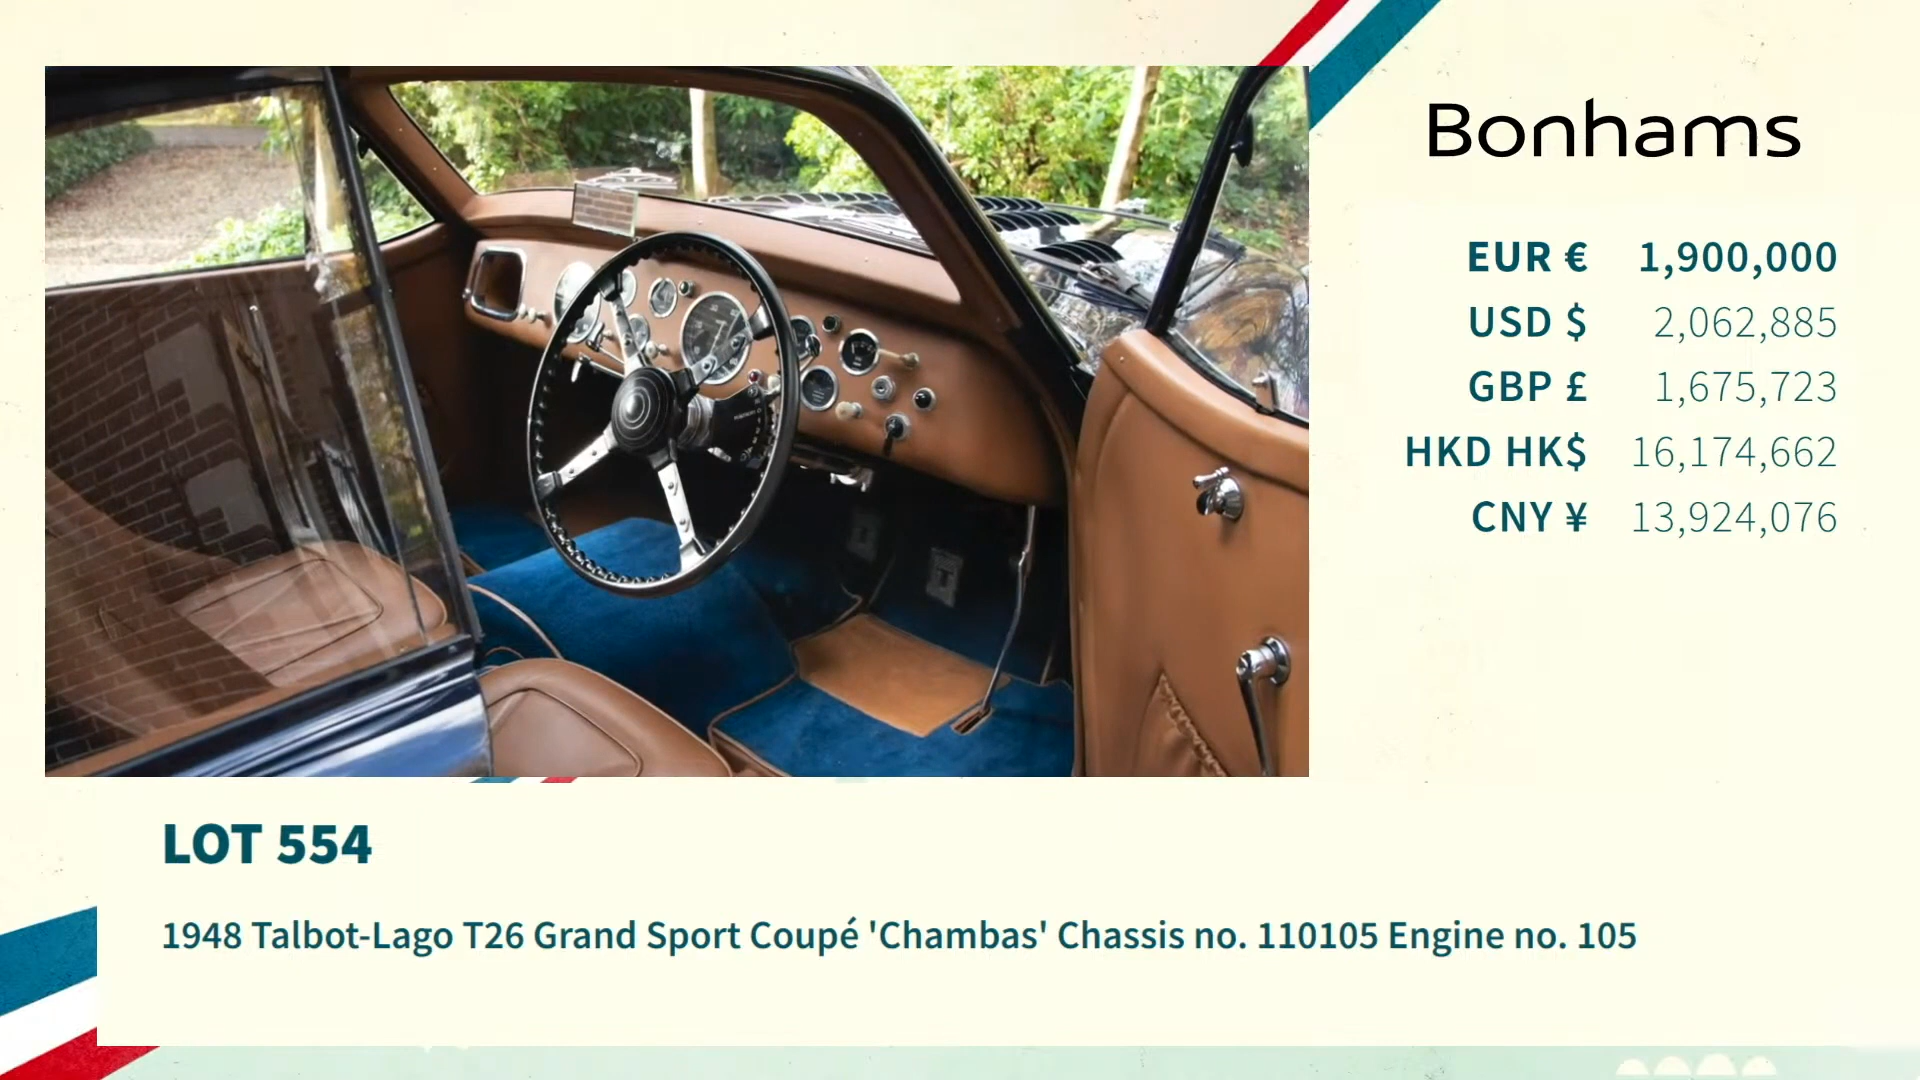 Bonhams
EUR € 1,900,000
USD $ 2,062,885
GBP £ 1,675,723
HKD HK$ 16,174,662
CNY ¥ 13,924,076
LOT 554
1948 Talbot-Lago T26 Grand Sport Coupé 'Chambas' Chassis no. 110105 Engine no. 105